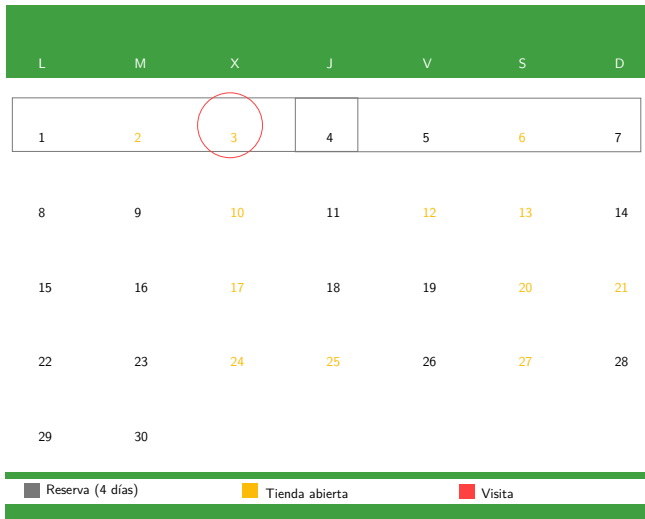 L M X J V S D
1 2 3 4 5 6 7
8 9 10 11 12 13 14
15 16 17 18 19 20 21
22 23 24 25 26 27 28
29 30
Reserva (4 días) Tienda abierta Visita